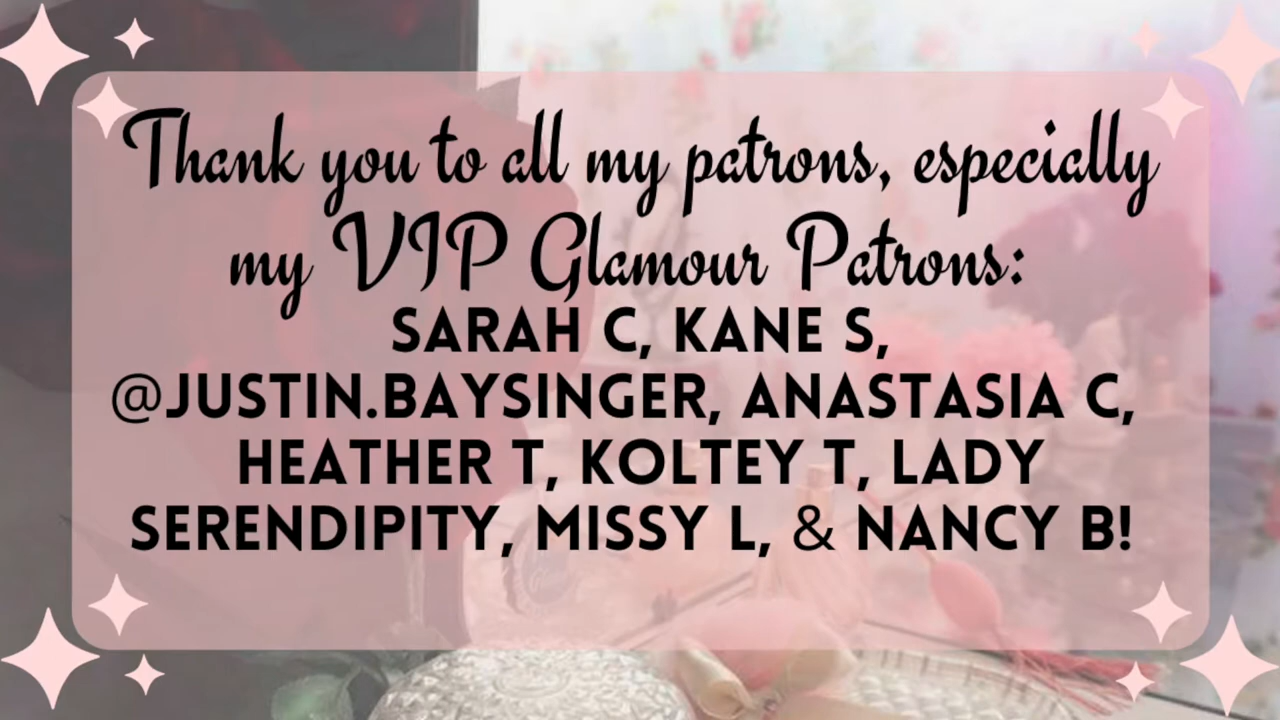 Thank you to all my patrons, especially
my VIP Glamour Patrons:
SARAH C, KANE S,
@JUSTIN.BAYSINGER, ANASTASIA C,
HEATHER T, KOLTEY T, LADY
SERENDIPITY, MISSY L, & NANCY B!